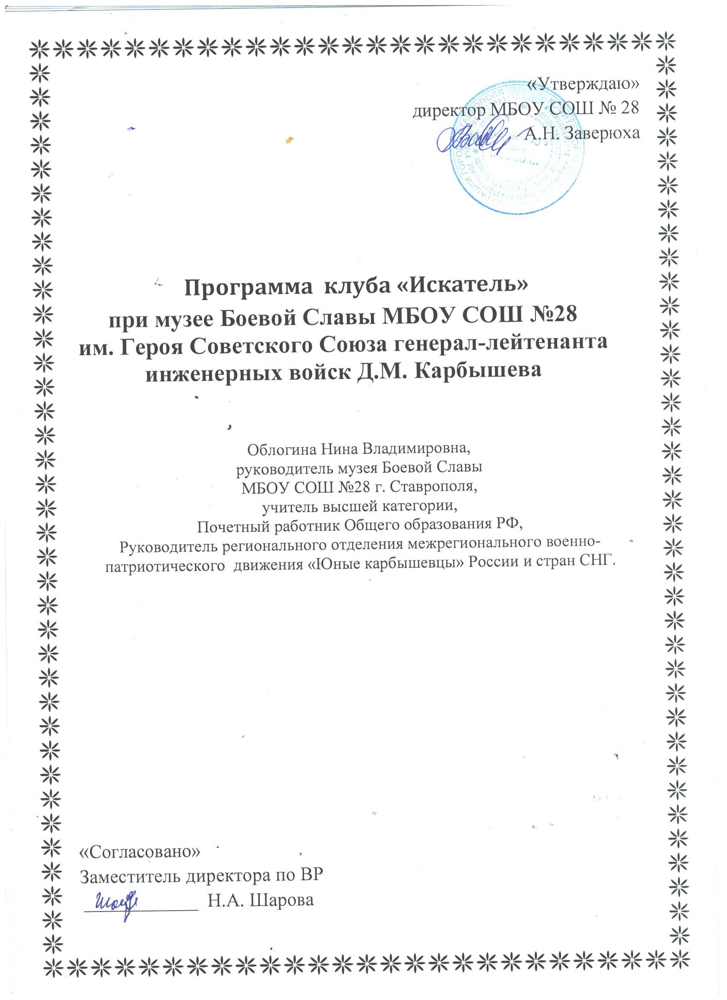 «Утверждаю»
директор МБОУ СОШ № 28
А.Н. Заверюха
Программа клуба «Искатель»
при музее Боевой Славы МБОУ СОШ №28
им. Героя Советского Союза генерал-лейтенанта
инженерных войск Д.М. Карбышева
Облогина Нина Владимировна,
руководитель музея Боевой Славы
МБОУ СОШ №28 г. Ставрополя,
учитель высшей категории,
Почетный работник Общего образования РФ,
Руководитель регионального отделения межрегионального военно-
патриотического движения «Юные карбышевцы» России и стран СНГ.
«Согласовано»
Заместитель директора по ВР
Н.А. Шарова